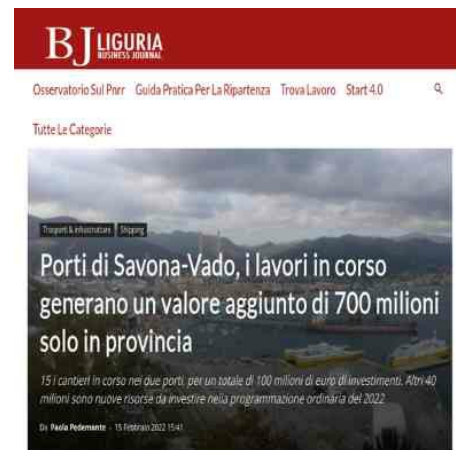 BJ LIGURIA
BUSINESS JOURNAL
Osservatorio Sul Pnrr Guida Pratica Per La Ripartenza Trova Lavoro Start 4.0
Tutte Le Categorie
Trasporti & infrastrutture Shipping
Porti di Savona-Vado, i lavori in corso
generano un valore aggiunto di 700 milioni
solo in provincia
15 i cantieri in corso nei due porti, per un totale di 100 milioni di euro di investimenti. Altri 40
milioni sono nuove risorse da investire nella programmazione ordinaria del 2022
Da Paola Pedemonte - 15 Febbraio 2022 15:41